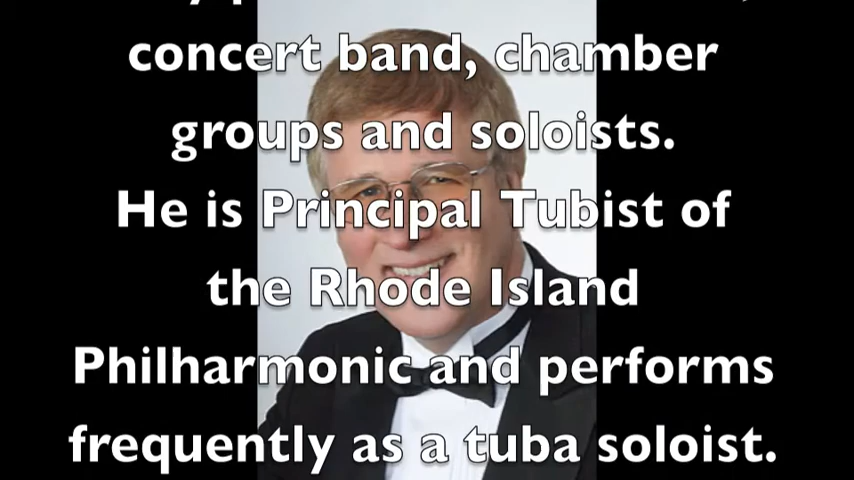 concert band, chamber
groups and soloists.
He is Principal Tubist of
the Rhode Island
Philharmonic and performs
frequently as a tuba soloist.